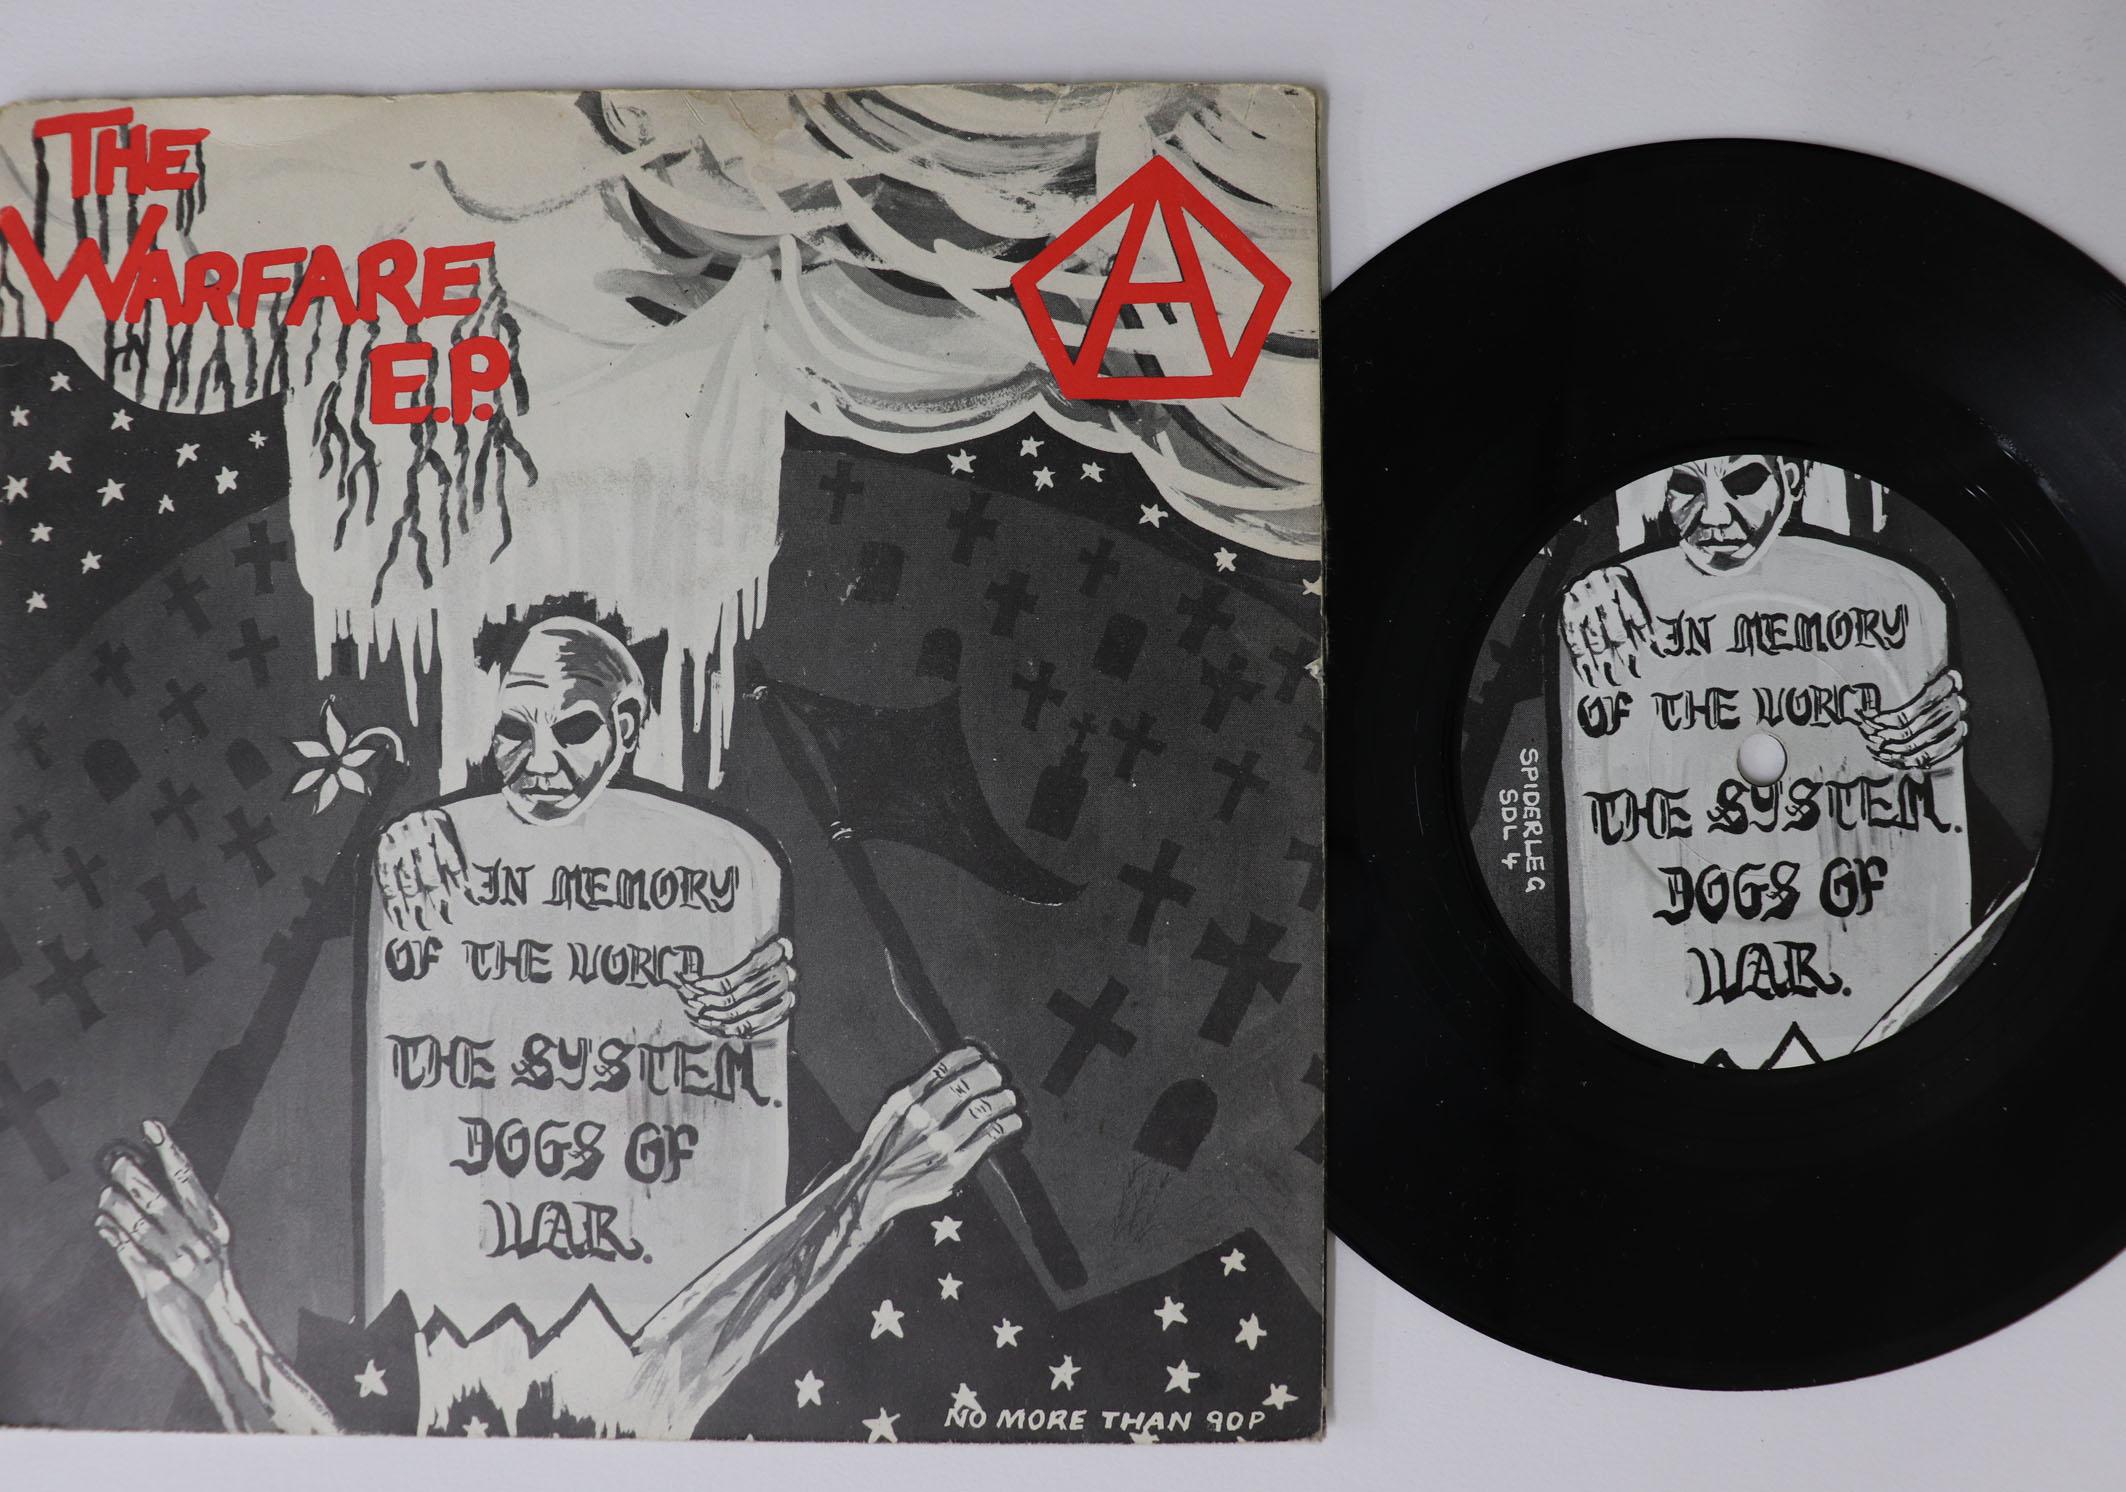 THE
WARFARE
E.P.
A
IN MEMORY
OF THE WORLD
THE SYSTEM.
DOGS OF
WAR.
NO MORE THAN 90P
IN MEMORY
OF THE WORLD
THE SYSTEM.
DOGS OF
WAR.
SPIDERLEG
SDL 4